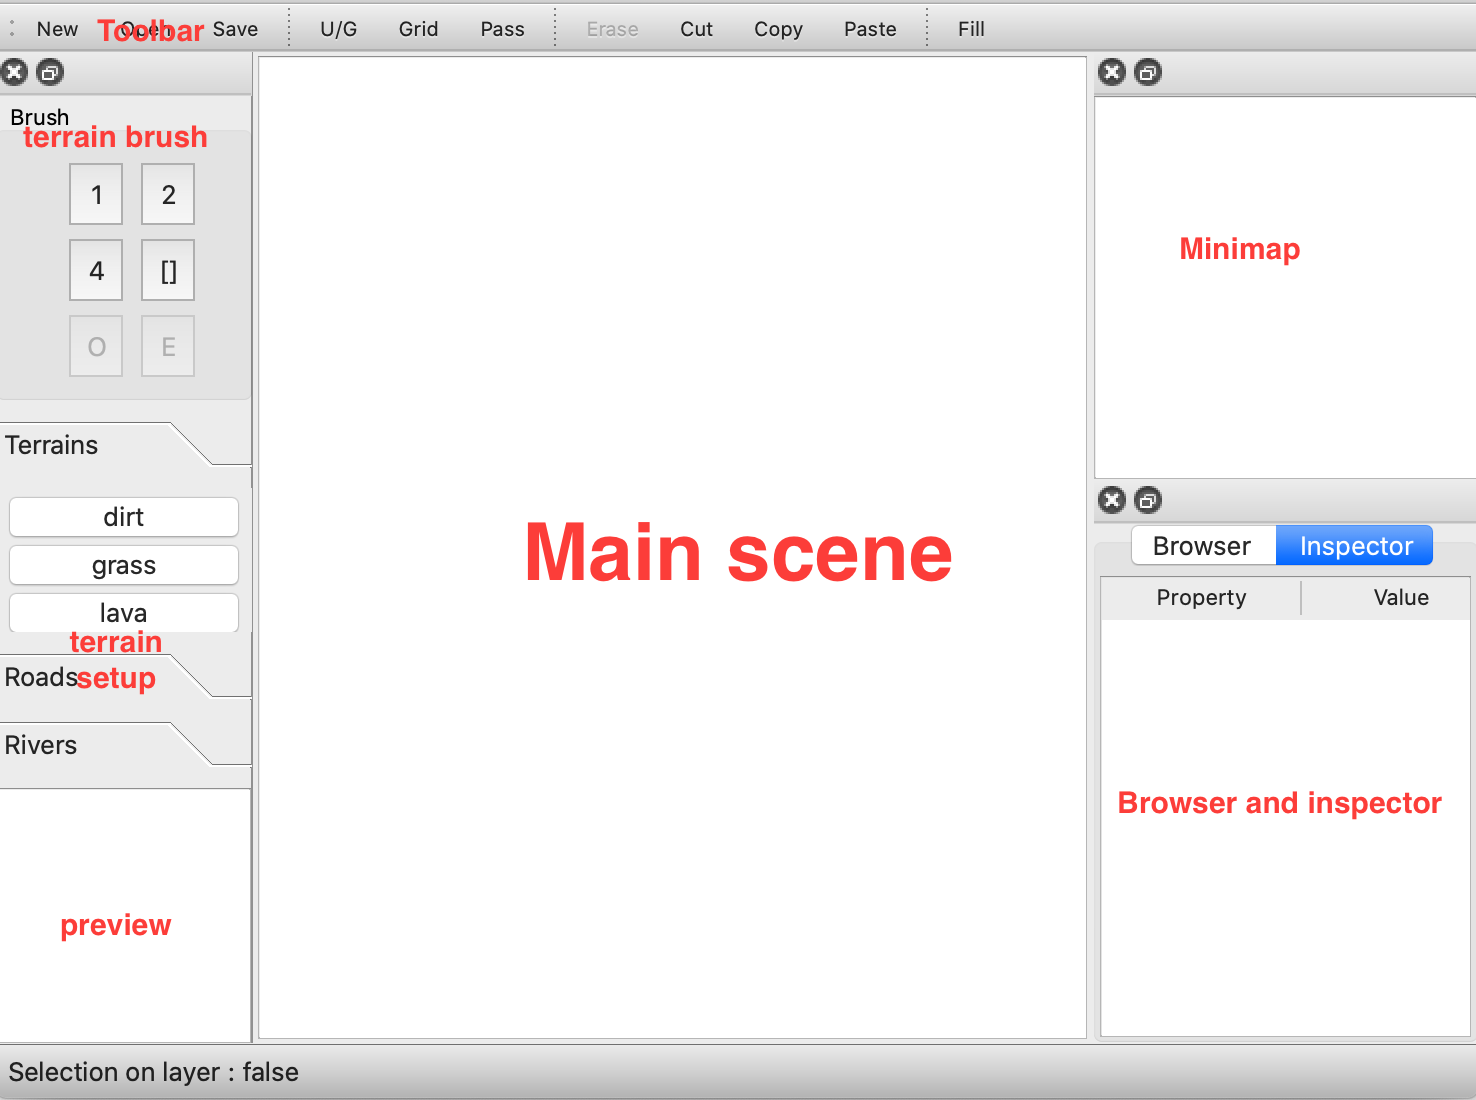 New Open Save U/G Grid Pass Erase Cut Copy Paste Fill
Toolbar
Brush
terrain brush
1 2
4 []
O E
Terrains
dirt
grass
lava
terrain
setup
Roads
Rivers
preview
Main scene
Minimap
Browser Inspector
Property Value
Browser and inspector
Selection on layer : false